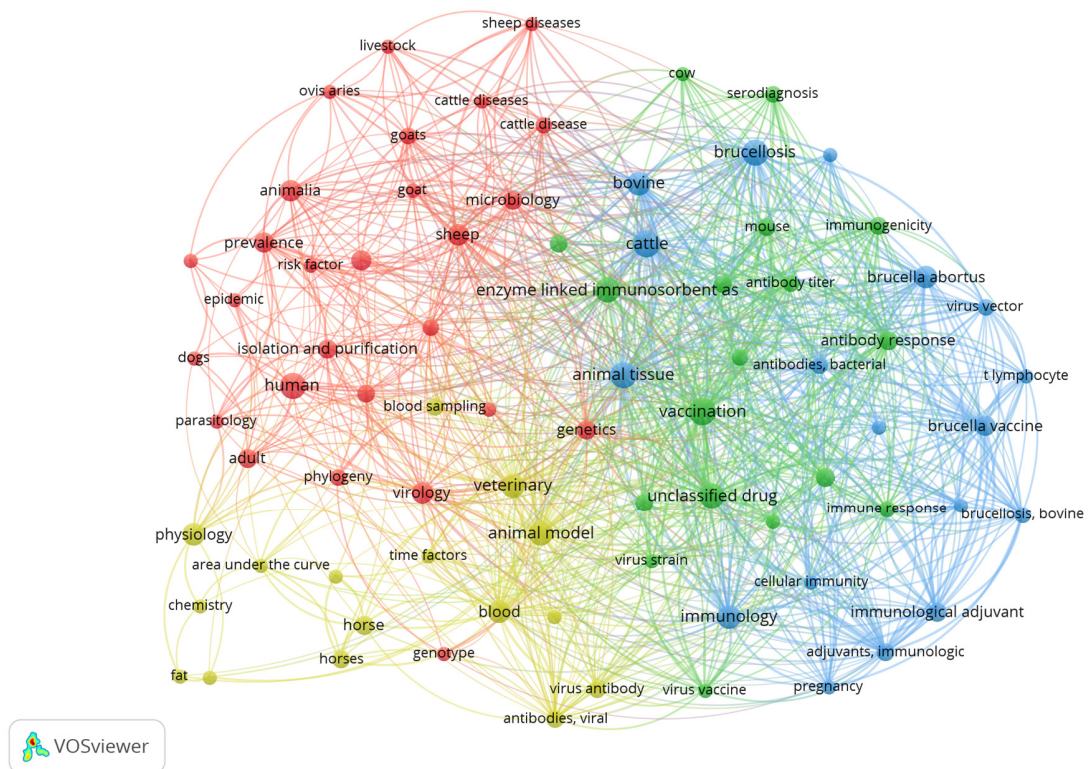 sheep diseases
livestock
cow
ovis aries
serodiagnosis
cattle diseases
cattle disease
goats
brucellosis
bovine
animalia
goat
microbiology
mouse
immunogenicity
sheep
prevalence
cattle
risk factor
brucella abortus
antibody titer
enzyme linked immunosorbent as
epidemic
virus vector
antibody response
isolation and purification
dogs
antibodies, bacterial
animal tissue
t lymphocyte
human
blood sampling
vaccination
parasitology
genetics
brucella vaccine
adult
phylogeny
virology
veterinary
unclassified drug
immune response
brucellosis, bovine
physiology
animal model
time factors
area under the curve
virus strain
cellular immunity
chemistry
blood
immunology
immunological adjuvant
horse
genotype
horses
adjuvants, immunologic
fat
virus antibody
virus vaccine
pregnancy
antibodies, viral
VOSviewer